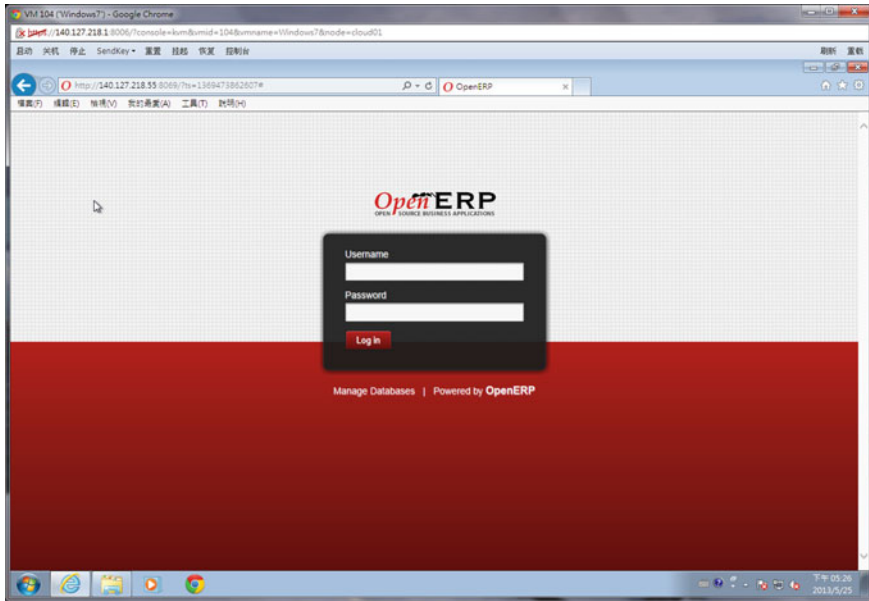 VM 104 ('Windows7') - Google Chrome
https://140.127.218.1:8006/?console=kvm&vmid=104&vmname=Windows7&node=cloud01
启动 关机 停止 SendKey 重置 挂起 恢复 控制台 刷新 重载
http://140.127.218.55:8069/?ts=1369473862607# OpenERP
檔案(F) 編輯(E) 檢視(V) 我的最愛(A) 工具(T) 說明(H)
OpenERP
OPEN SOURCE BUSINESS APPLICATIONS
Username
Password
Log in
Manage Databases | Powered by OpenERP
下午 05:26
2013/5/25